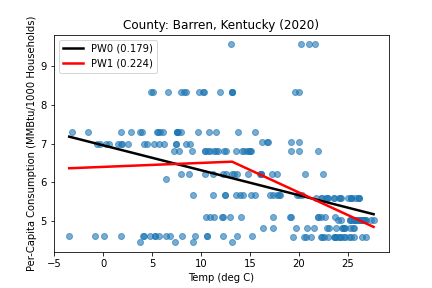 County: Barren, Kentucky (2020)
PW0 (0.179)
PW1 (0.224)
Per-Capita Consumption (MMBtu/1000 Households)
9
8
7
6
5
−5 0 5 10 15 20 25
Temp (deg C)